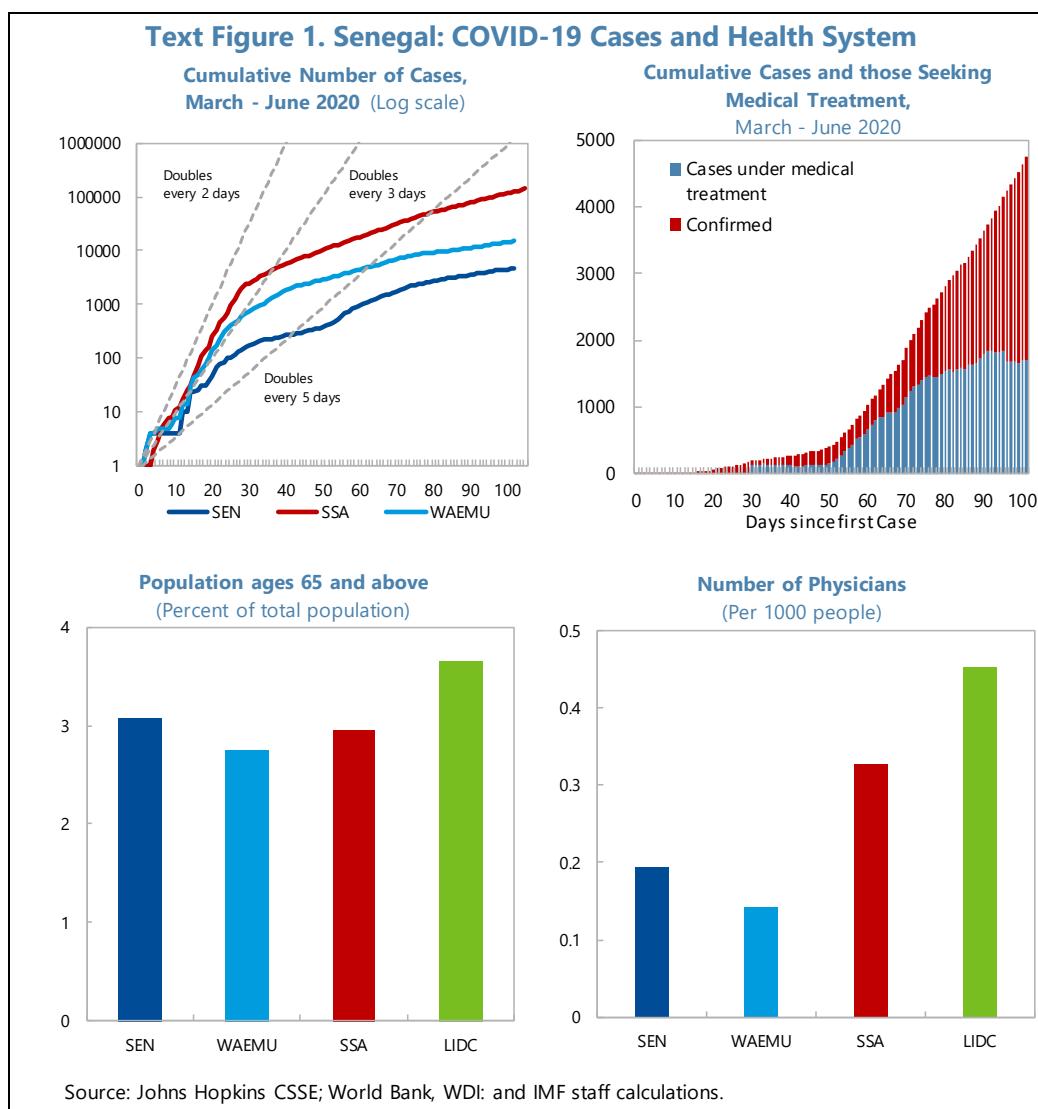 Text Figure 1. Senegal: COVID-19 Cases and Health System
Cumulative Number of Cases,
March - June 2020 (Log scale)
1000000
100000
10000
1000
100
10
1
Doubles
every 2 days
Doubles
every 3 days
Doubles
every 5 days
0 10 20 30 40 50 60 70 80 90 100
SEN SSA WAEMU
Cumulative Cases and those Seeking
Medical Treatment,
March - June 2020
5000
4000
3000
2000
1000
0
Cases under medical
treatment
Confirmed
0 10 20 30 40 50 60 70 80 90 100
Days since first Case
Population ages 65 and above
(Percent of total population)
4
3
2
1
0
SEN WAEMU SSA LIDC
Number of Physicians
(Per 1000 people)
0.5
0.4
0.3
0.2
0.1
0
SEN WAEMU SSA LIDC
Source: Johns Hopkins CSSE; World Bank, WDI: and IMF staff calculations.